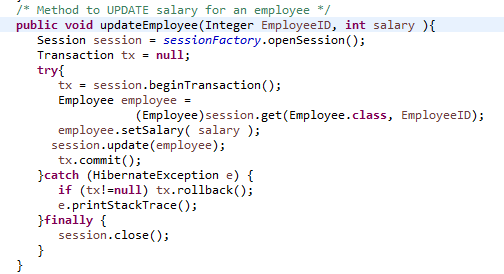 /* Method to UPDATE salary for an employee */
public void updateEmployee(Integer EmployeeID, int salary ){
Session session = sessionFactory.openSession();
Transaction tx = null;
try{
tx = session.beginTransaction();
Employee employee =
(Employee)session.get(Employee.class, EmployeeID);
employee.setSalary( salary );
session.update(employee);
tx.commit();
}catch (HibernateException e) {
if (tx!=null) tx.rollback();
e.printStackTrace();
}finally {
session.close();
}
}